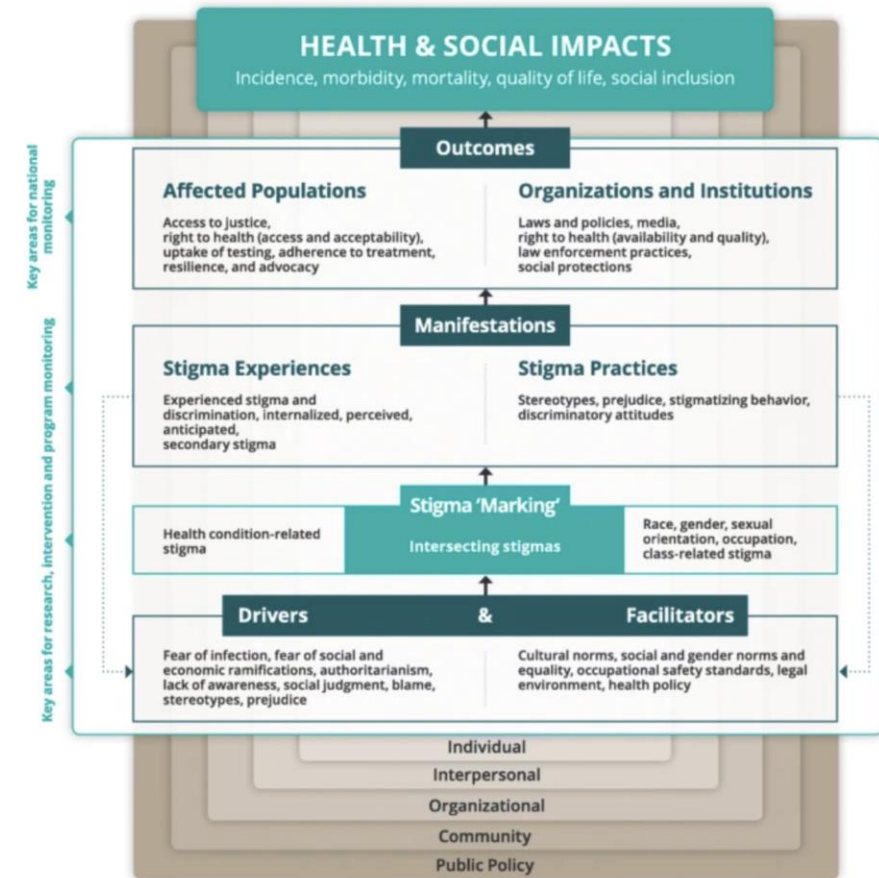 HEALTH & SOCIAL IMPACTS
Incidence, morbidity, mortality, quality of life, social inclusion
Key areas for national
monitoring
Outcomes
Affected Populations
Access to justice,
right to health (access and acceptability),
uptake of testing, adherence to treatment,
resilience, and advocacy
Organizations and Institutions
Laws and policies, media,
right to health (availability and quality),
law enforcement practices,
social protections
Key areas for research, intervention and program monitoring
Manifestations
Stigma Experiences
Experienced stigma and
discrimination, internalized, perceived,
anticipated,
secondary stigma
Stigma Practices
Stereotypes, prejudice, stigmatizing behavior,
discriminatory attitudes
Stigma ‘Marking’
Health condition-related
stigma
Intersecting stigmas
Race, gender, sexual
orientation, occupation,
class-related stigma
Drivers & Facilitators
Fear of infection, fear of social and
economic ramifications, authoritarianism,
lack of awareness, social judgment, blame,
stereotypes, prejudice
Cultural norms, social and gender norms and
equality, occupational safety standards, legal
environment, health policy
Individual
Interpersonal
Organizational
Community
Public Policy